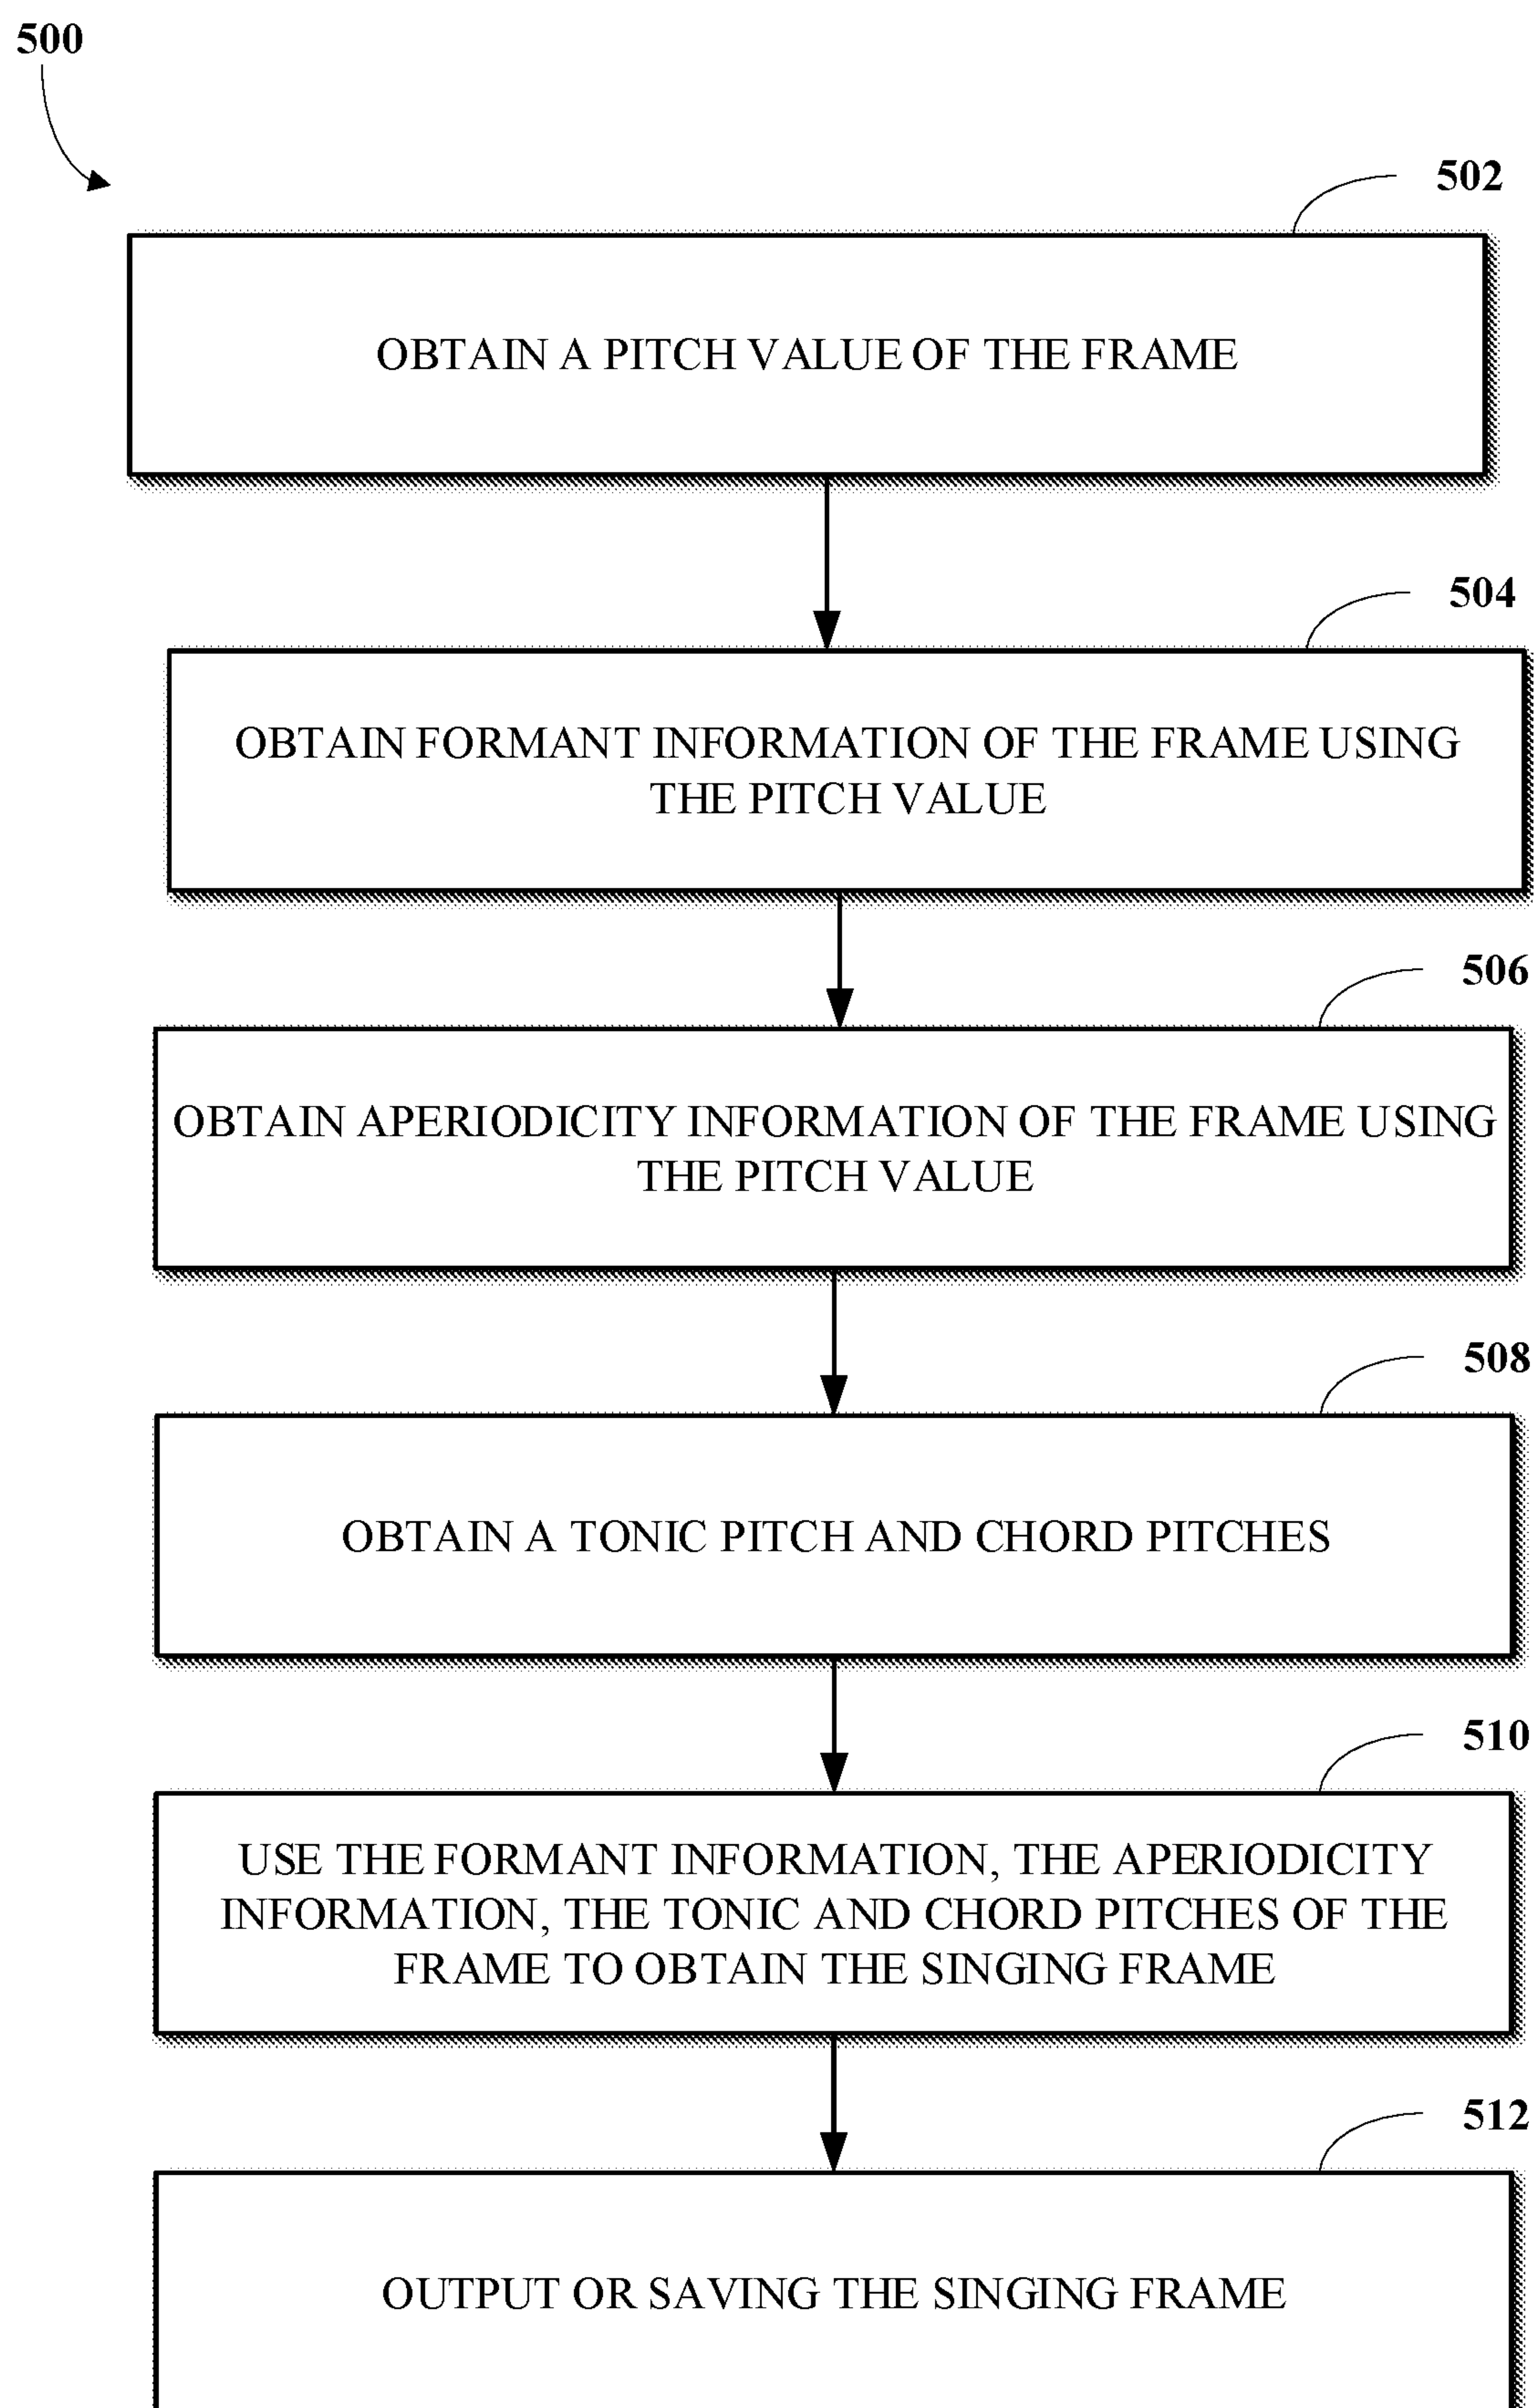 500
502
OBTAIN A PITCH VALUE OF THE FRAME
504
OBTAIN FORMANT INFORMATION OF THE FRAME USING
THE PITCH VALUE
506
OBTAIN APERIODICITY INFORMATION OF THE FRAME USING
THE PITCH VALUE
508
OBTAIN A TONIC PITCH AND CHORD PITCHES
510
USE THE FORMANT INFORMATION, THE APERIODICITY
INFORMATION, THE TONIC AND CHORD PITCHES OF THE
FRAME TO OBTAIN THE SINGING FRAME
512
OUTPUT OR SAVING THE SINGING FRAME